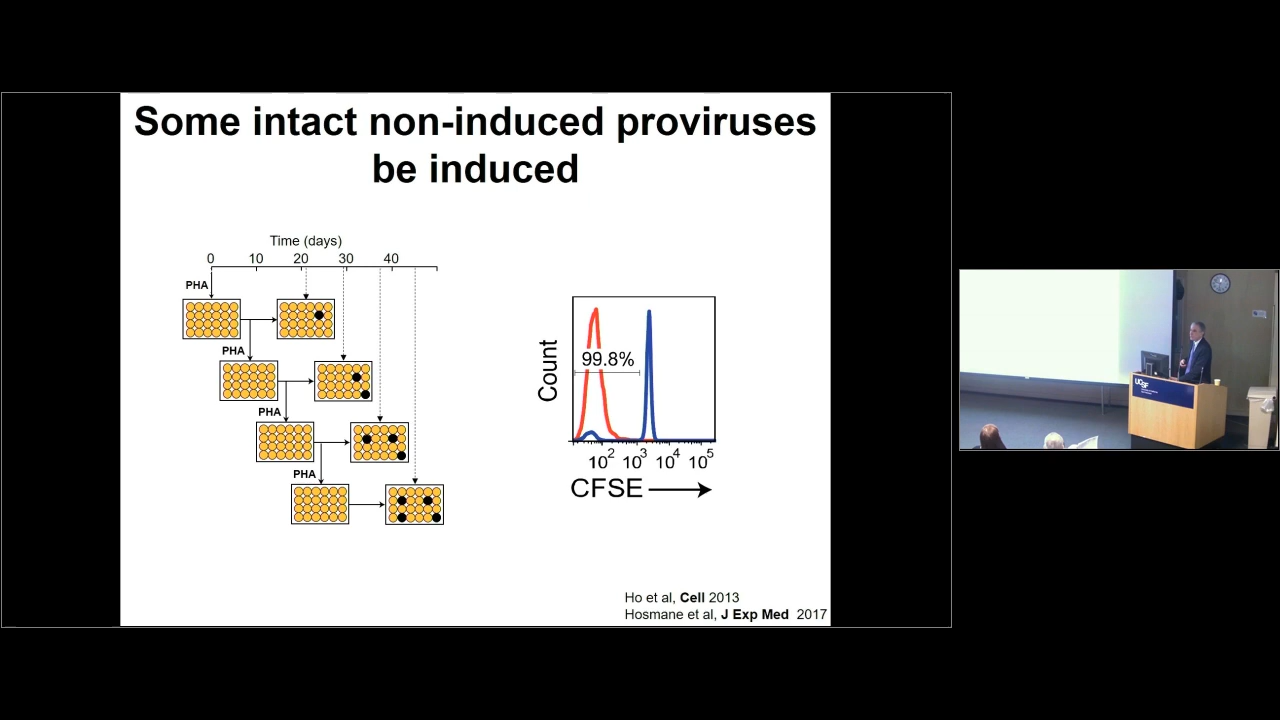 Some intact non-induced proviruses
be induced
Time (days)
0 10 20 30 40
PHA
PHA
PHA
PHA
Count
99.8%
10² 10³ 10⁴ 10⁵
CFSE
Ho et al, Cell 2013
Hosmane et al, J Exp Med 2017
UCSF